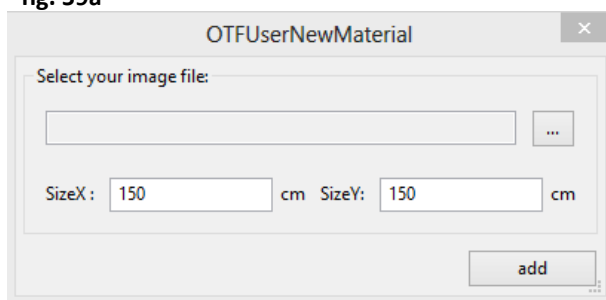 fig. 39a
OTFUserNewMaterial
Select your image file:
...
SizeX : 150 cm SizeY: 150 cm
add